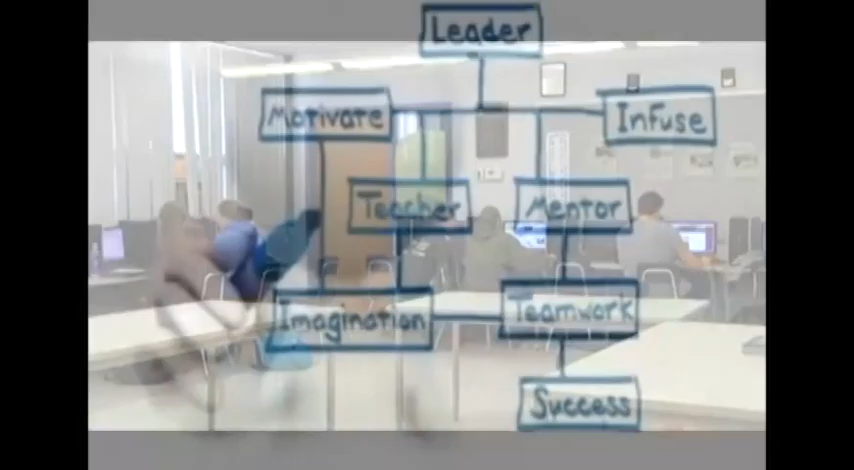 Leader
Motivate
Infuse
Teacher
Mentor
Imagination
Teamwork
Success